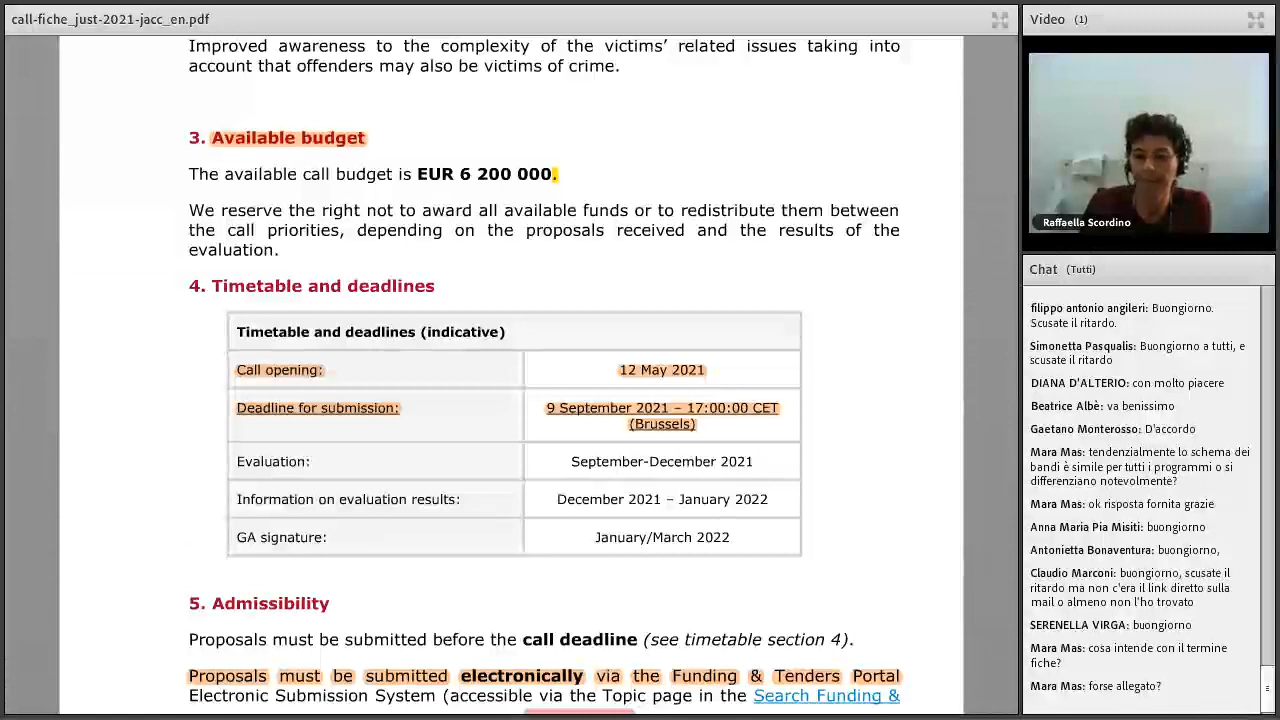 call-fiche_just-2021-jacc_en.pdf
Improved awareness to the complexity of the victims' related issues taking into
account that offenders may also be victims of crime.
3. Available budget
The available call budget is EUR 6 200 000.
We reserve the right not to award all available funds or to redistribute them between
the call priorities, depending on the proposals received and the results of the
evaluation.
4. Timetable and deadlines
Timetable and deadlines (indicative)
Call opening: 12 May 2021
Deadline for submission: 9 September 2021 – 17:00:00 CET
(Brussels)
Evaluation: September-December 2021
Information on evaluation results: December 2021 – January 2022
GA signature: January/March 2022
5. Admissibility
Proposals must be submitted before the call deadline (see timetable section 4).
Proposals must be submitted electronically via the Funding & Tenders Portal
Electronic Submission System (accessible via the Topic page in the Search Funding &
Video (1)
Raffaella Scordino
Chat (Tutti)
filippo antonio angileri: Buongiorno.
Scusate il ritardo.
Simonetta Pasqualis: Buongiorno a tutti, e
scusate il ritardo
DIANA D'ALTERIO: con molto piacere
Beatrice Albè: va benissimo
Gaetano Monterosso: D'accordo
Mara Mas: tendenzialmente lo schema dei
bandi è simile per tutti i programmi o si
differenziano notevolmente?
Mara Mas: ok risposta fornita grazie
Anna Maria Pia Misiti: buongiorno
Antonietta Bonaventura: buongiorno,
Claudio Marconi: buongiorno, scusate il
ritardo ma non c'era il link diretto sulla
mail o almeno non l'ho trovato
SERENELLA VIRGA: buongiorno
Mara Mas: cosa intende con il termine
fiche?
Mara Mas: forse allegato?